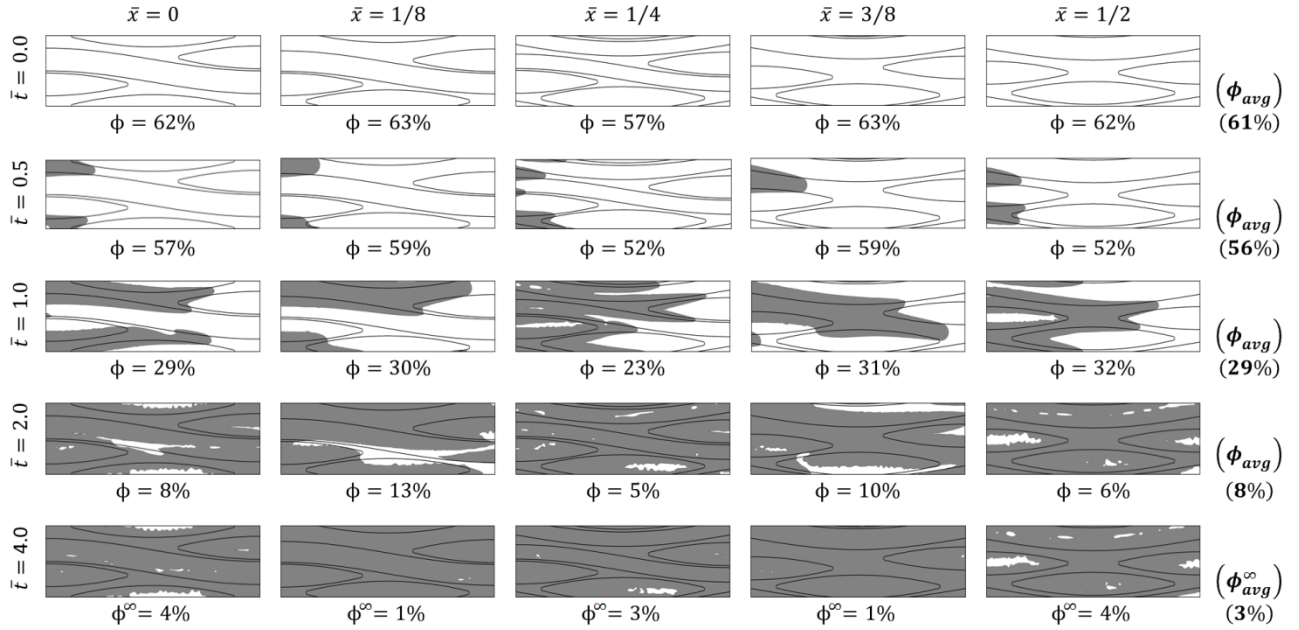 x̄ = 0 x̄ = 1/8 x̄ = 1/4 x̄ = 3/8 x̄ = 1/2
t̄ = 0.0
(ϕavg)
ϕ = 62% ϕ = 63% ϕ = 57% ϕ = 63% ϕ = 62% (61%)
t̄ = 0.5
(ϕavg)
ϕ = 57% ϕ = 59% ϕ = 52% ϕ = 59% ϕ = 52% (56%)
t̄ = 1.0
(ϕavg)
ϕ = 29% ϕ = 30% ϕ = 23% ϕ = 31% ϕ = 32% (29%)
t̄ = 2.0
(ϕavg)
ϕ = 8% ϕ = 13% ϕ = 5% ϕ = 10% ϕ = 6% (8%)
t̄ = 4.0
(ϕ∞avg)
ϕ∞= 4% ϕ∞= 1% ϕ∞= 3% ϕ∞= 1% ϕ∞= 4% (3%)